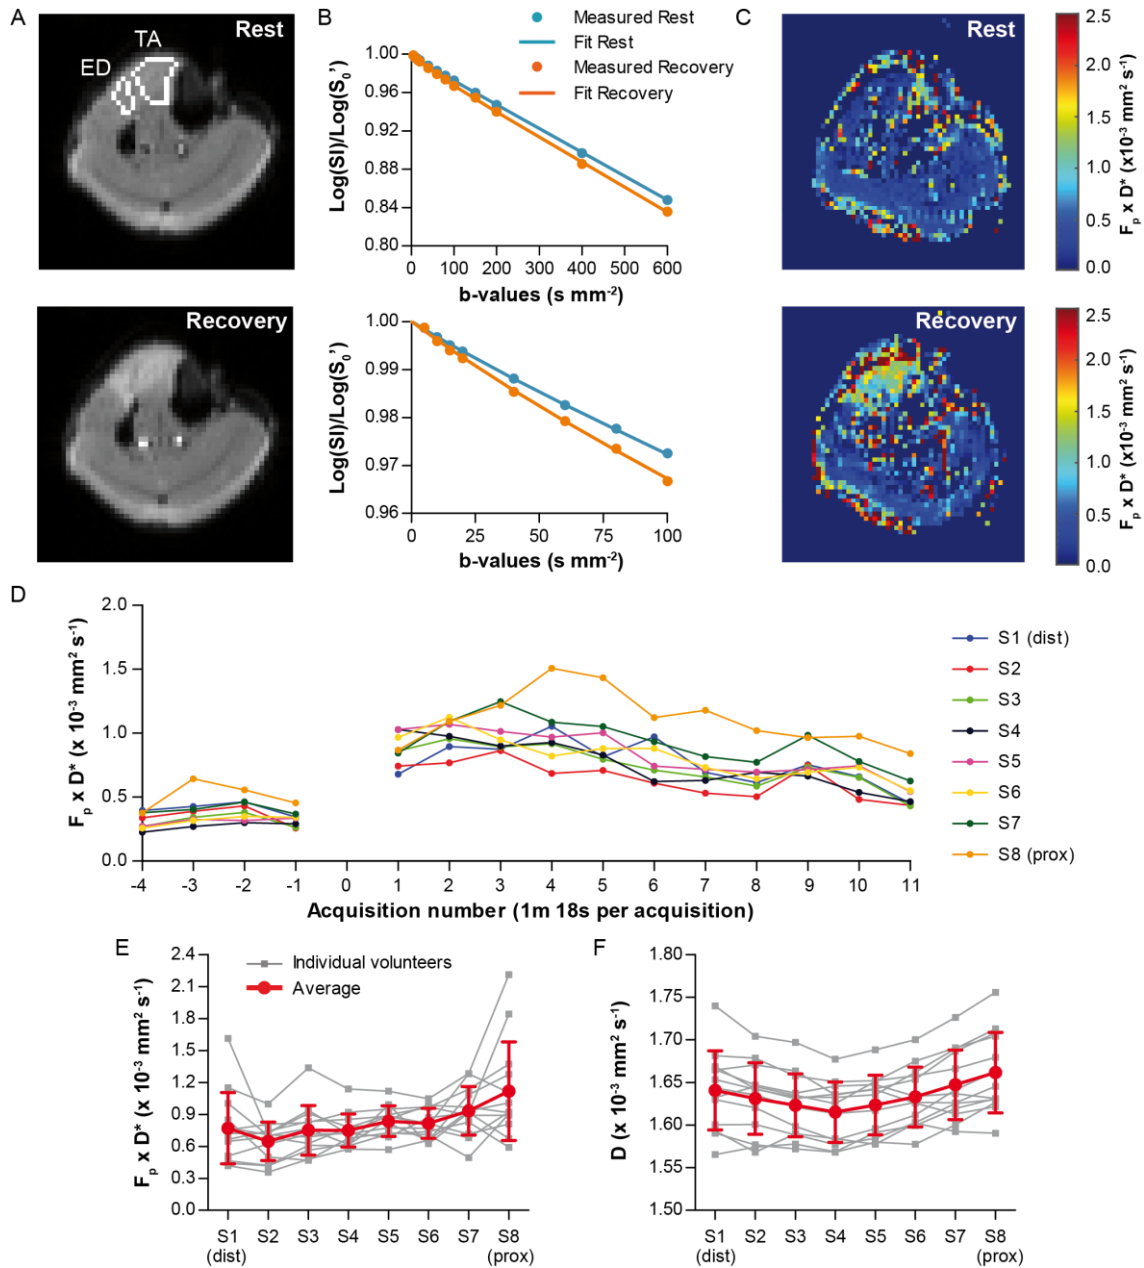 A
Rest
TA
ED
Recovery
B
Measured Rest
Fit Rest
Measured Recovery
Fit Recovery
Log(SI)/Log(S₀’)
1.00
0.96
0.92
0.88
0.84
0.80
0 100 200 300 400 500 600
b-values (s mm⁻²)
Log(SI)/Log(S₀’)
1.00
0.99
0.98
0.97
0.96
0 25 50 75 100
b-values (s mm⁻²)
C
Rest
2.5
2.0
1.5
1.0
0.5
0.0
Fₚ x D* (x10⁻³ mm² s⁻¹)
Recovery
2.5
2.0
1.5
1.0
0.5
0.0
Fₚ x D* (x10⁻³ mm² s⁻¹)
D
Fₚ x D* (x 10⁻³ mm² s⁻¹)
2.0
1.5
1.0
0.5
0.0
-4 -3 -2 -1 0 1 2 3 4 5 6 7 8 9 10 11
Acquisition number (1m 18s per acquisition)
S1 (dist)
S2
S3
S4
S5
S6
S7
S8 (prox)
E
Individual volunteers
Average
Fₚ x D* (x 10⁻³ mm² s⁻¹)
2.4
2.1
1.8
1.5
1.2
0.9
0.6
0.3
0.0
S1 S2 S3 S4 S5 S6 S7 S8
(dist) (prox)
F
D (x 10⁻³ mm² s⁻¹)
1.80
1.75
1.70
1.65
1.60
1.55
1.50
S1 S2 S3 S4 S5 S6 S7 S8
(dist) (prox)